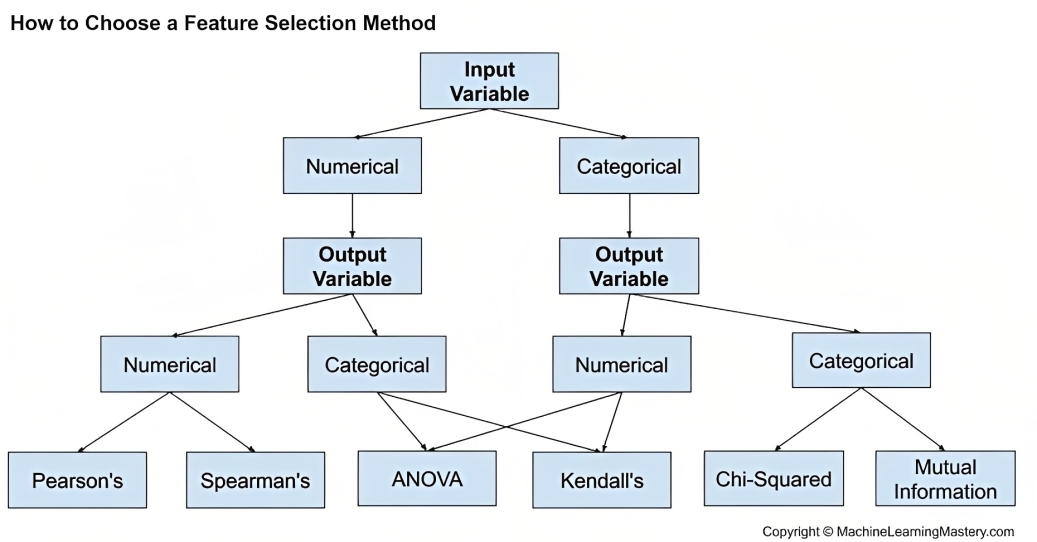 How to Choose a Feature Selection Method
Input
Variable
Numerical
Categorical
Output
Variable
Output
Variable
Numerical
Categorical
Numerical
Categorical
Pearson's
Spearman's
ANOVA
Kendall's
Chi-Squared
Mutual
Information
Copyright © MachineLearningMastery.com